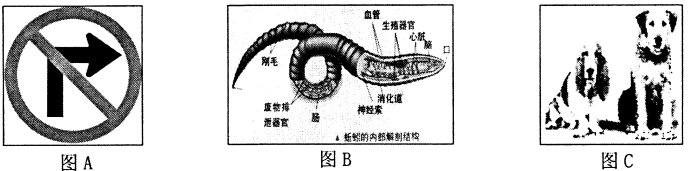 血管
生殖器官
心脏
脑
口
刚毛
废物排
泄器官
肠
消化道
神经索
▲ 蚯蚓的内部解剖结构
图 A
图 B
图 C